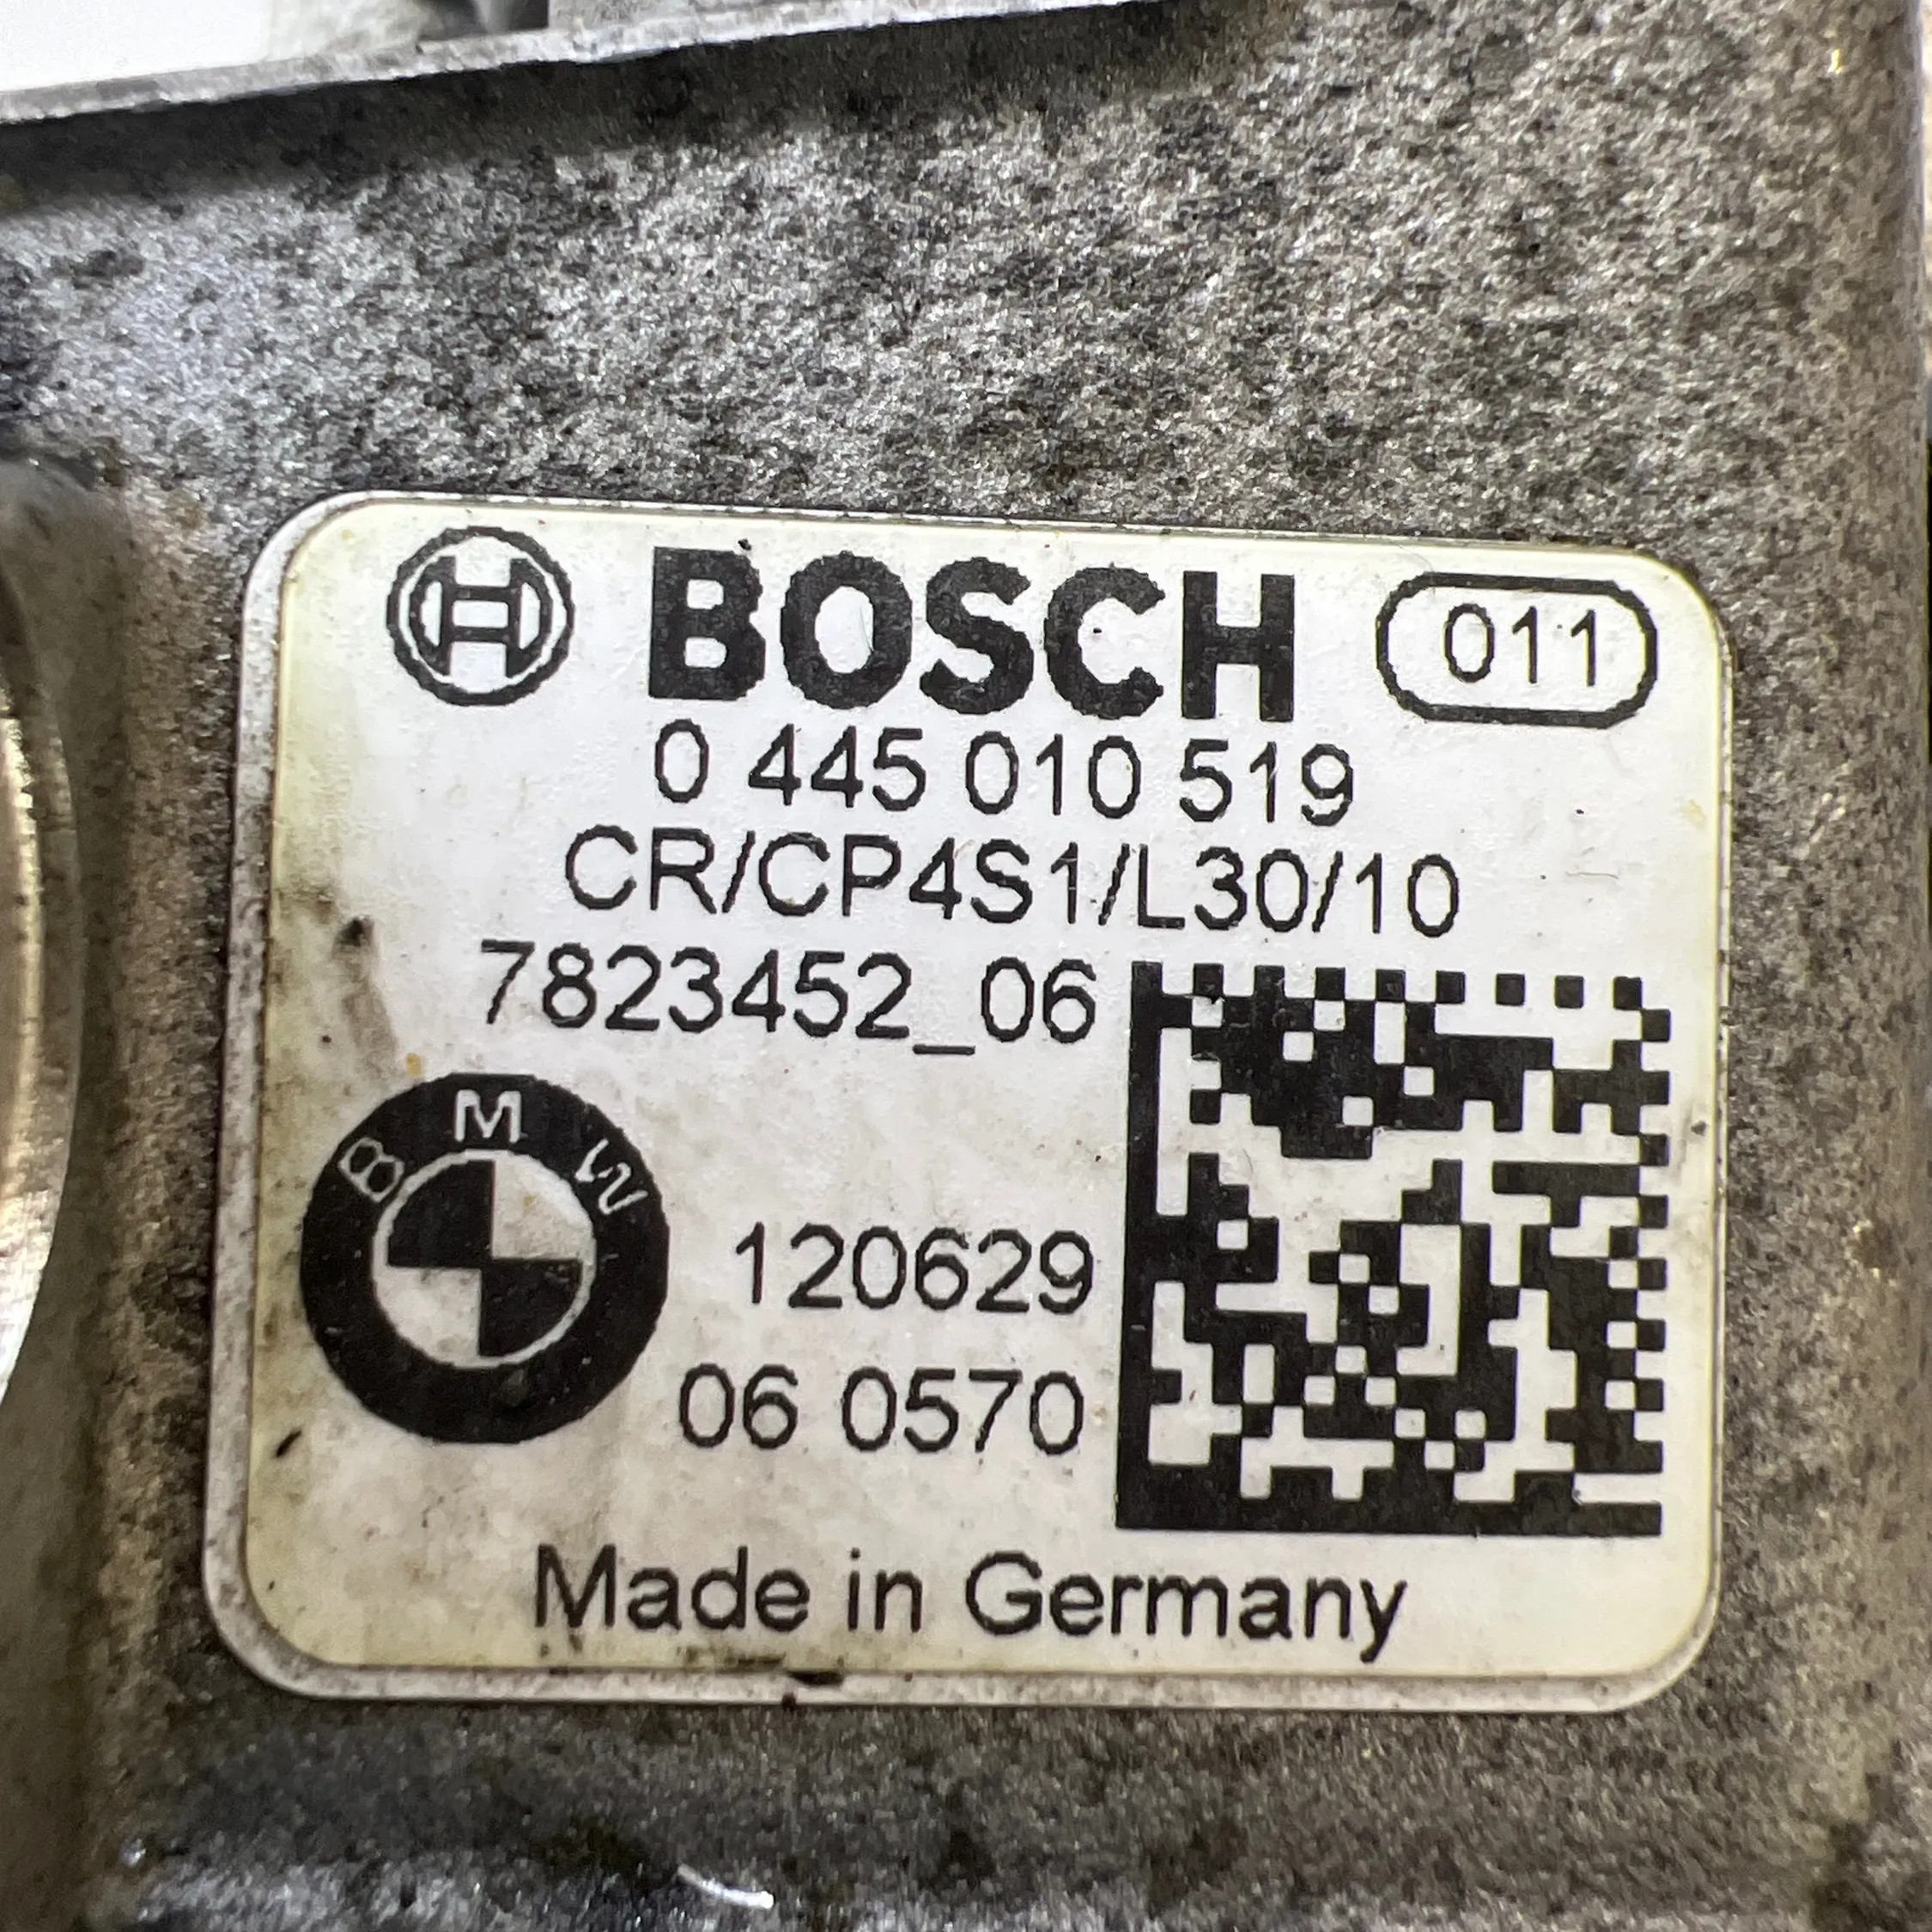 BOSCH 011
0 445 010 519
CR/CP4S1/L30/10
7823452_06
BMW
120629
06 0570
Made in Germany